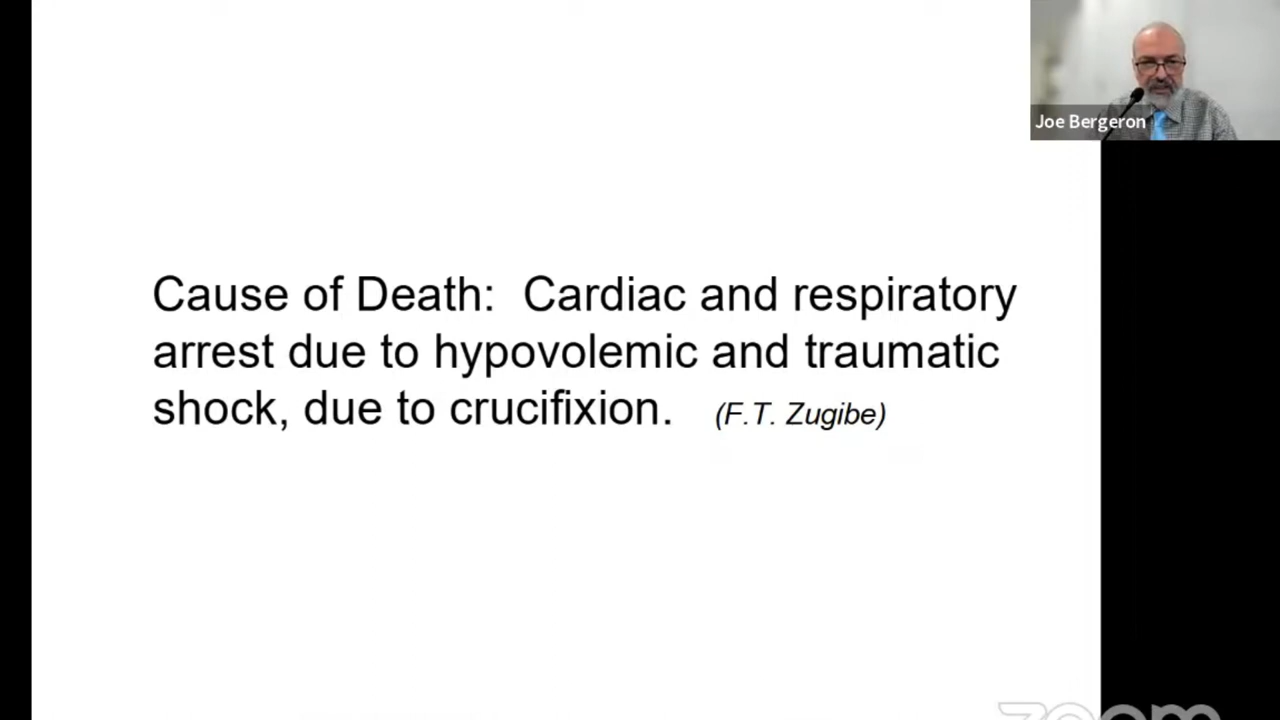 Joe Bergeron
Cause of Death: Cardiac and respiratory
arrest due to hypovolemic and traumatic
shock, due to crucifixion. (F.T. Zugibe)
zoom